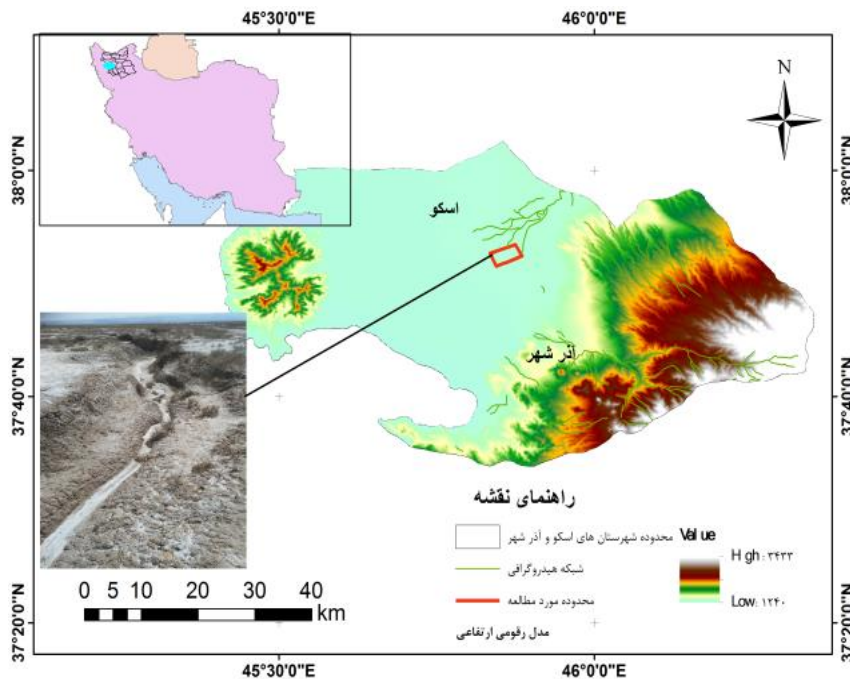 45°30'0"E 46°0'0"E
N
38°0'0"N 38°0'0"N
اسکو
آذر شهر
37°40'0"N 37°40'0"N
راهنمای نقشه
محدوده شهرستان های اسکو و آذر شهر
شبکه هیدروگرافی
محدوده مورد مطالعه
مدل رقومی ارتفاعی
Value
High : ۳۴۳۳
Low : ۱۲۴۰
0 5 10 20 30 40
km
37°20'0"N 37°20'0"N
45°30'0"E 46°0'0"E